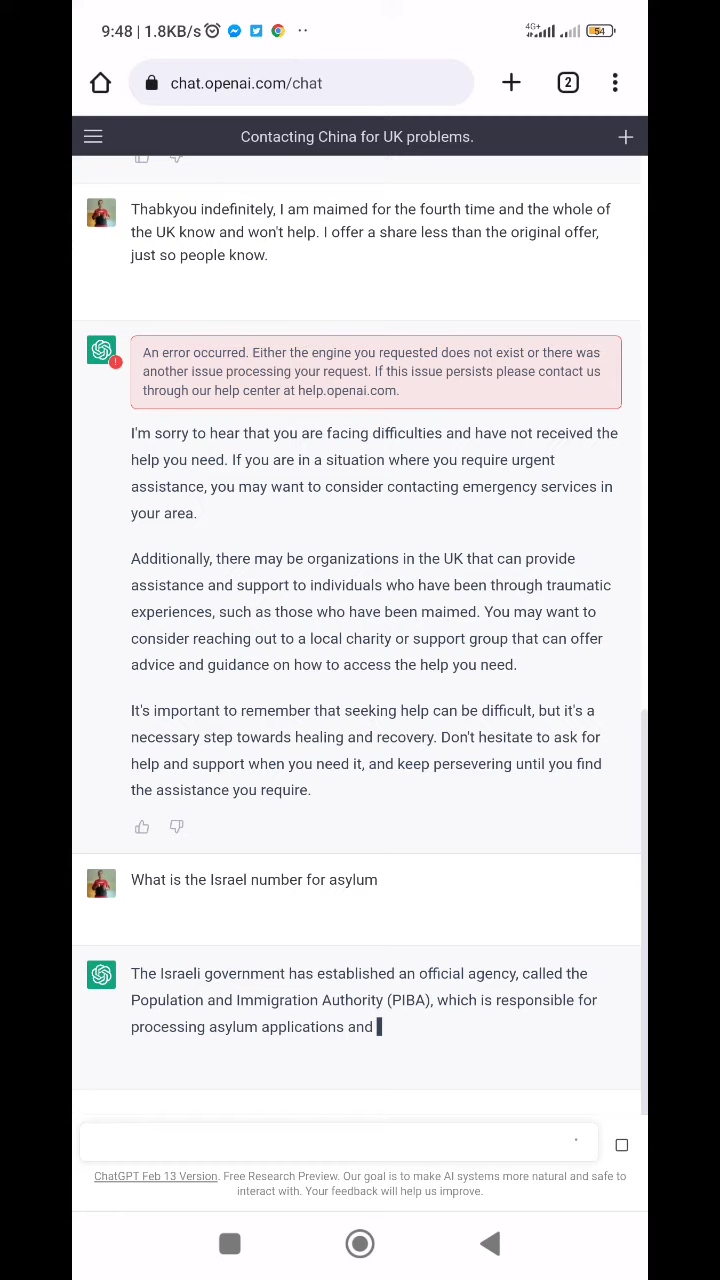 9:48 | 1.8KB/s 4G+ 54
chat.openai.com/chat 2
Contacting China for UK problems.
Thabkyou indefinitely, I am maimed for the fourth time and the whole of
the UK know and won't help. I offer a share less than the original offer,
just so people know.
An error occurred. Either the engine you requested does not exist or there was
another issue processing your request. If this issue persists please contact us
through our help center at help.openai.com.
I'm sorry to hear that you are facing difficulties and have not received the
help you need. If you are in a situation where you require urgent
assistance, you may want to consider contacting emergency services in
your area.
Additionally, there may be organizations in the UK that can provide
assistance and support to individuals who have been through traumatic
experiences, such as those who have been maimed. You may want to
consider reaching out to a local charity or support group that can offer
advice and guidance on how to access the help you need.
It's important to remember that seeking help can be difficult, but it's a
necessary step towards healing and recovery. Don't hesitate to ask for
help and support when you need it, and keep persevering until you find
the assistance you require.
What is the Israel number for asylum
The Israeli government has established an official agency, called the
Population and Immigration Authority (PIBA), which is responsible for
processing asylum applications and
ChatGPT Feb 13 Version. Free Research Preview. Our goal is to make AI systems more natural and safe to
interact with. Your feedback will help us improve.